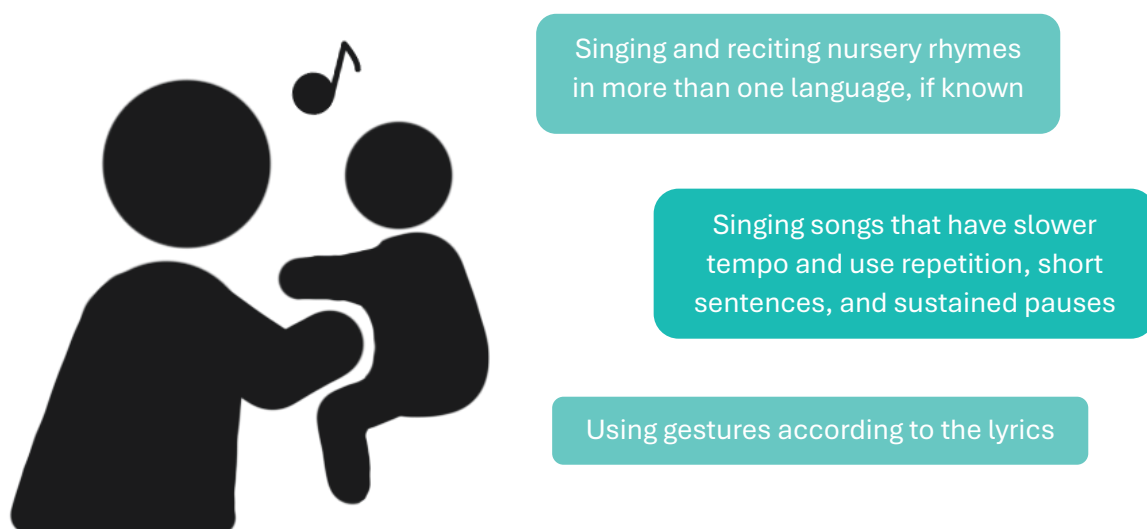 Singing and reciting nursery rhymes
in more than one language, if known
Singing songs that have slower
tempo and use repetition, short
sentences, and sustained pauses
Using gestures according to the lyrics